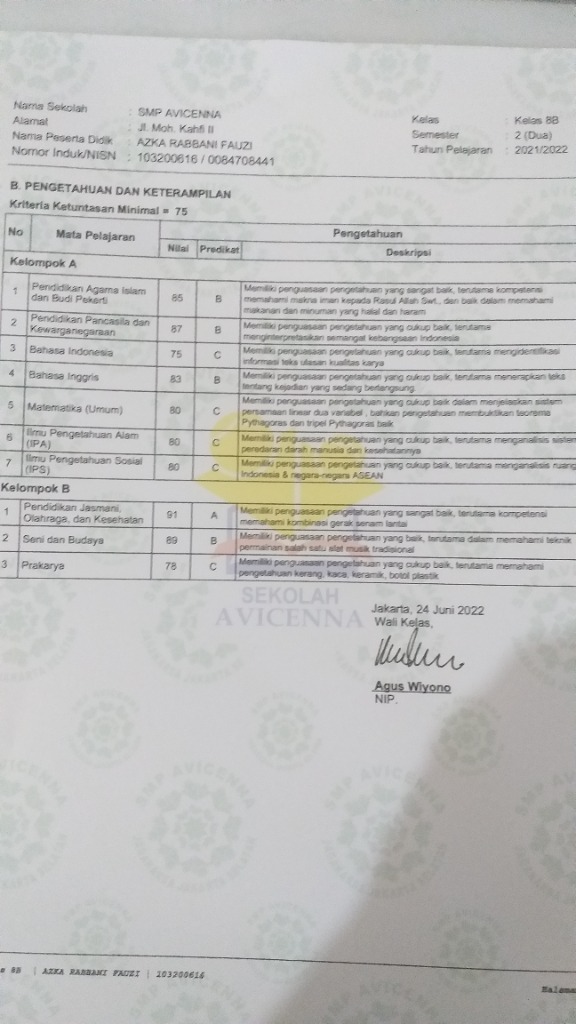 Nama Sekolah : SMP AVICENNA
Alamat : Jl. Moh. Kahfi II
Nama Peserta Didik : AZKA RABBANI FAUZI
Nomor Induk/NISN : 103200616 / 0084708441
Kelas : Kelas 8B
Semester : 2 (Dua)
Tahun Pelajaran : 2021/2022
B. PENGETAHUAN DAN KETERAMPILAN
Kriteria Ketuntasan Minimal = 75
No Mata Pelajaran Pengetahuan
Nilai Predikat Deskripsi
Kelompok A
1 Pendidikan Agama Islam dan Budi Pekerti 85 B Memiliki penguasaan pengetahuan yang sangat baik, terutama kompetensi
memahami makna iman kepada Rasul Allah Swt., dan baik dalam memahami
makanan dan minuman yang halal dan haram
2 Pendidikan Pancasila dan Kewarganegaraan 87 B Memiliki penguasaan pengetahuan yang cukup baik, terutama
menginterpretasikan semangat kebangsaan Indonesia
3 Bahasa Indonesia 75 C Memiliki penguasaan pengetahuan yang cukup baik, terutama mengidentifikasi
informasi teks ulasan kualitas karya
4 Bahasa Inggris 83 B Memiliki penguasaan pengetahuan yang cukup baik, terutama menerapkan teks
tentang kejadian yang sedang berlangsung
5 Matematika (Umum) 80 C Memiliki penguasaan pengetahuan yang cukup baik dalam menjelaskan sistem
persamaan linear dua variabel , bahkan pengetahuan membuktikan teorema
Pythagoras dan tripel Pythagoras baik
6 Ilmu Pengetahuan Alam (IPA) 80 C Memiliki penguasaan pengetahuan yang cukup baik, terutama menganalisis sistem
peredaran darah manusia dan kesehatannya
7 Ilmu Pengetahuan Sosial (IPS) 80 C Memiliki penguasaan pengetahuan yang cukup baik, terutama menganalisis ruang
Indonesia & negara-negara ASEAN
Kelompok B
1 Pendidikan Jasmani, Olahraga, dan Kesehatan 91 A Memiliki penguasaan pengetahuan yang sangat baik, terutama kompetensi
memahami kombinasi gerak senam lantai
2 Seni dan Budaya 89 B Memiliki penguasaan pengetahuan yang baik, terutama dalam memahami teknik
permainan salah satu alat musik tradisional
3 Prakarya 78 C Memiliki penguasaan pengetahuan yang cukup baik, terutama memahami
pengetahuan kerang, kaca, keramik, botol plastik
SEKOLAH
AVICENNA
Jakarta, 24 Juni 2022
Wali Kelas,
Agus Wiyono
NIP.
SMP AVICENNA
8B | AZKA RABBANI FAUZI | 103200616